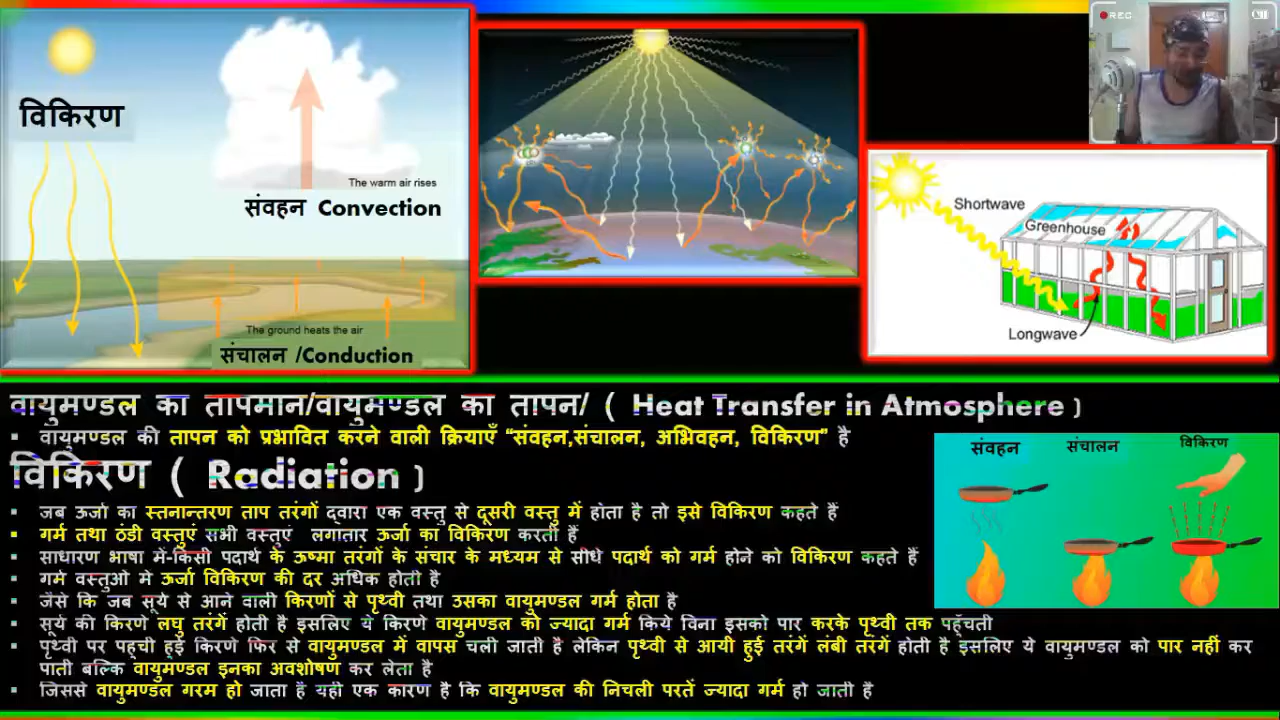 REC
विकिरण
The warm air rises
संवहन Convection
The ground heats the air
संचालन /Conduction
Shortwave
Greenhouse
Longwave
वायुमण्डल का तापमान/वायुमण्डल का तापन/ ( Heat Transfer in Atmosphere )
वायुमण्डल की तापन को प्रभावित करने वाली क्रियाएँ “संवहन,संचालन, अभिवहन, विकिरण” है
संवहन संचालन विकिरण
विकिरण ( Radiation )
जब ऊर्जा का स्तनान्तरण ताप तरंगों द्वारा एक वस्तु से दूसरी वस्तु में होता है तो इसे विकिरण कहते हैं
गर्म तथा ठंडी वस्तुएं सभी वस्तुएं लगातार ऊर्जा का विकिरण करती हैं
साधारण भाषा में-किसी पदार्थ के ऊष्मा तरंगों के संचार के मध्यम से सीधे पदार्थ को गर्म होने को विकिरण कहते हैं
गर्म वस्तुओ में ऊर्जा विकिरण की दर अधिक होती है
जैसे कि जब सूर्य से आने वाली किरणों से पृथ्वी तथा उसका वायुमण्डल गर्म होता है
सूर्य की किरणे लघु तरंगें होती है इसलिए ये किरणे वायुमण्डल को ज्यादा गर्म किये विना इसको पार करके पृथ्वी तक पहूँचती
पृथ्वी पर पहूची हुई किरणे फिर से वायुमण्डल में वापस चली जाती है लेकिन पृथ्वी से आयी हुई तरंगें लंबी तरंगें होती है इसलिए ये वायुमण्डल को पार नहीं कर
पाती बल्कि वायुमण्डल इनका अवशोषण कर लेता है
जिससे वायुमण्डल गरम हो जाता है यही एक कारण है कि वायुमण्डल की निचली परतें ज्यादा गर्म हो जाती हैं